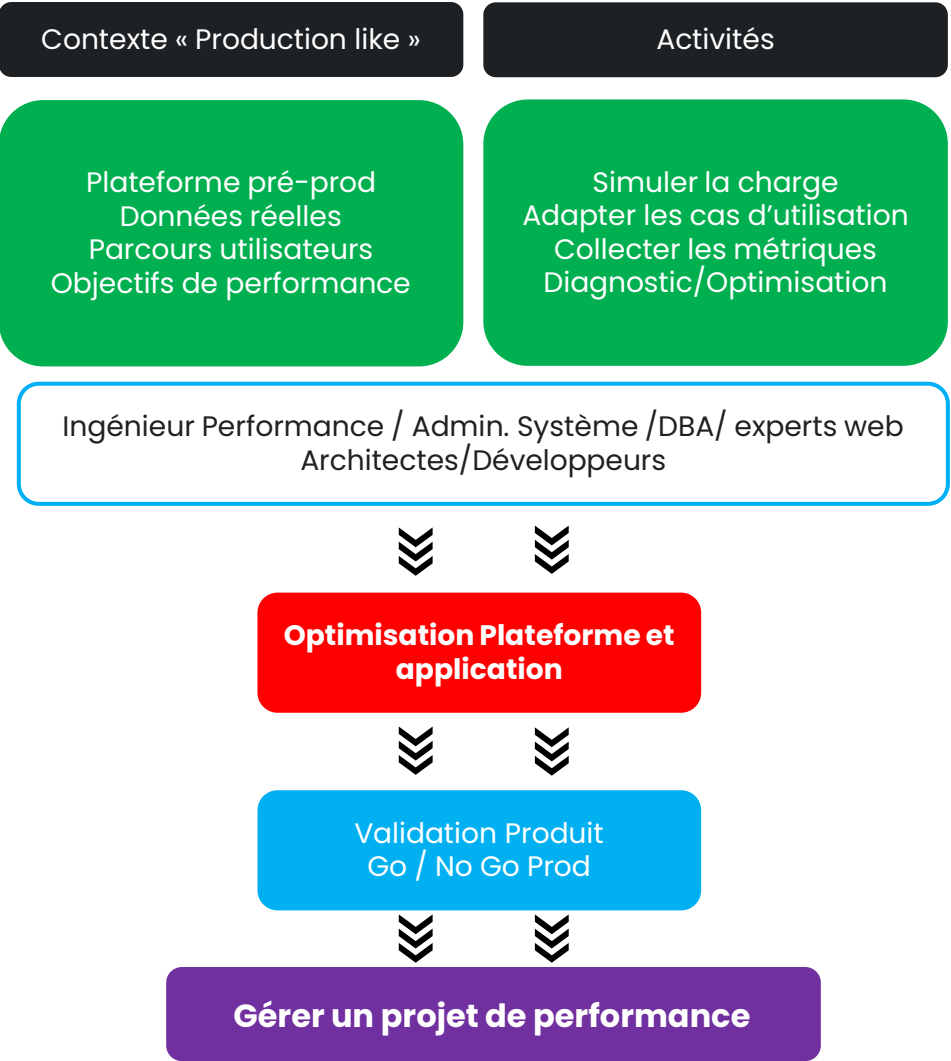 Contexte « Production like »
Activités
Plateforme pré-prod
Données réelles
Parcours utilisateurs
Objectifs de performance
Simuler la charge
Adapter les cas d’utilisation
Collecter les métriques
Diagnostic/Optimisation
Ingénieur Performance / Admin. Système /DBA/ experts web
Architectes/Développeurs
Optimisation Plateforme et
application
Validation Produit
Go / No Go Prod
Gérer un projet de performance